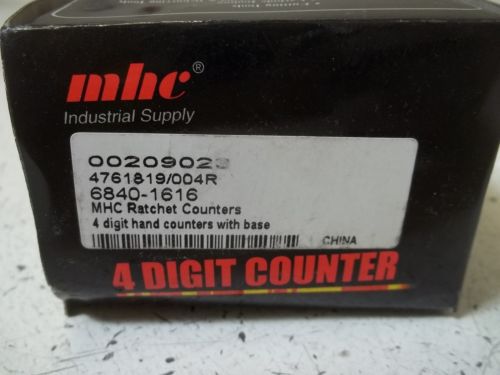 mhc®
Industrial Supply
00209023
4761819/004R
6840-1616
MHC Ratchet Counters
4 digit hand counters with base
CHINA
4 DIGIT COUNTER